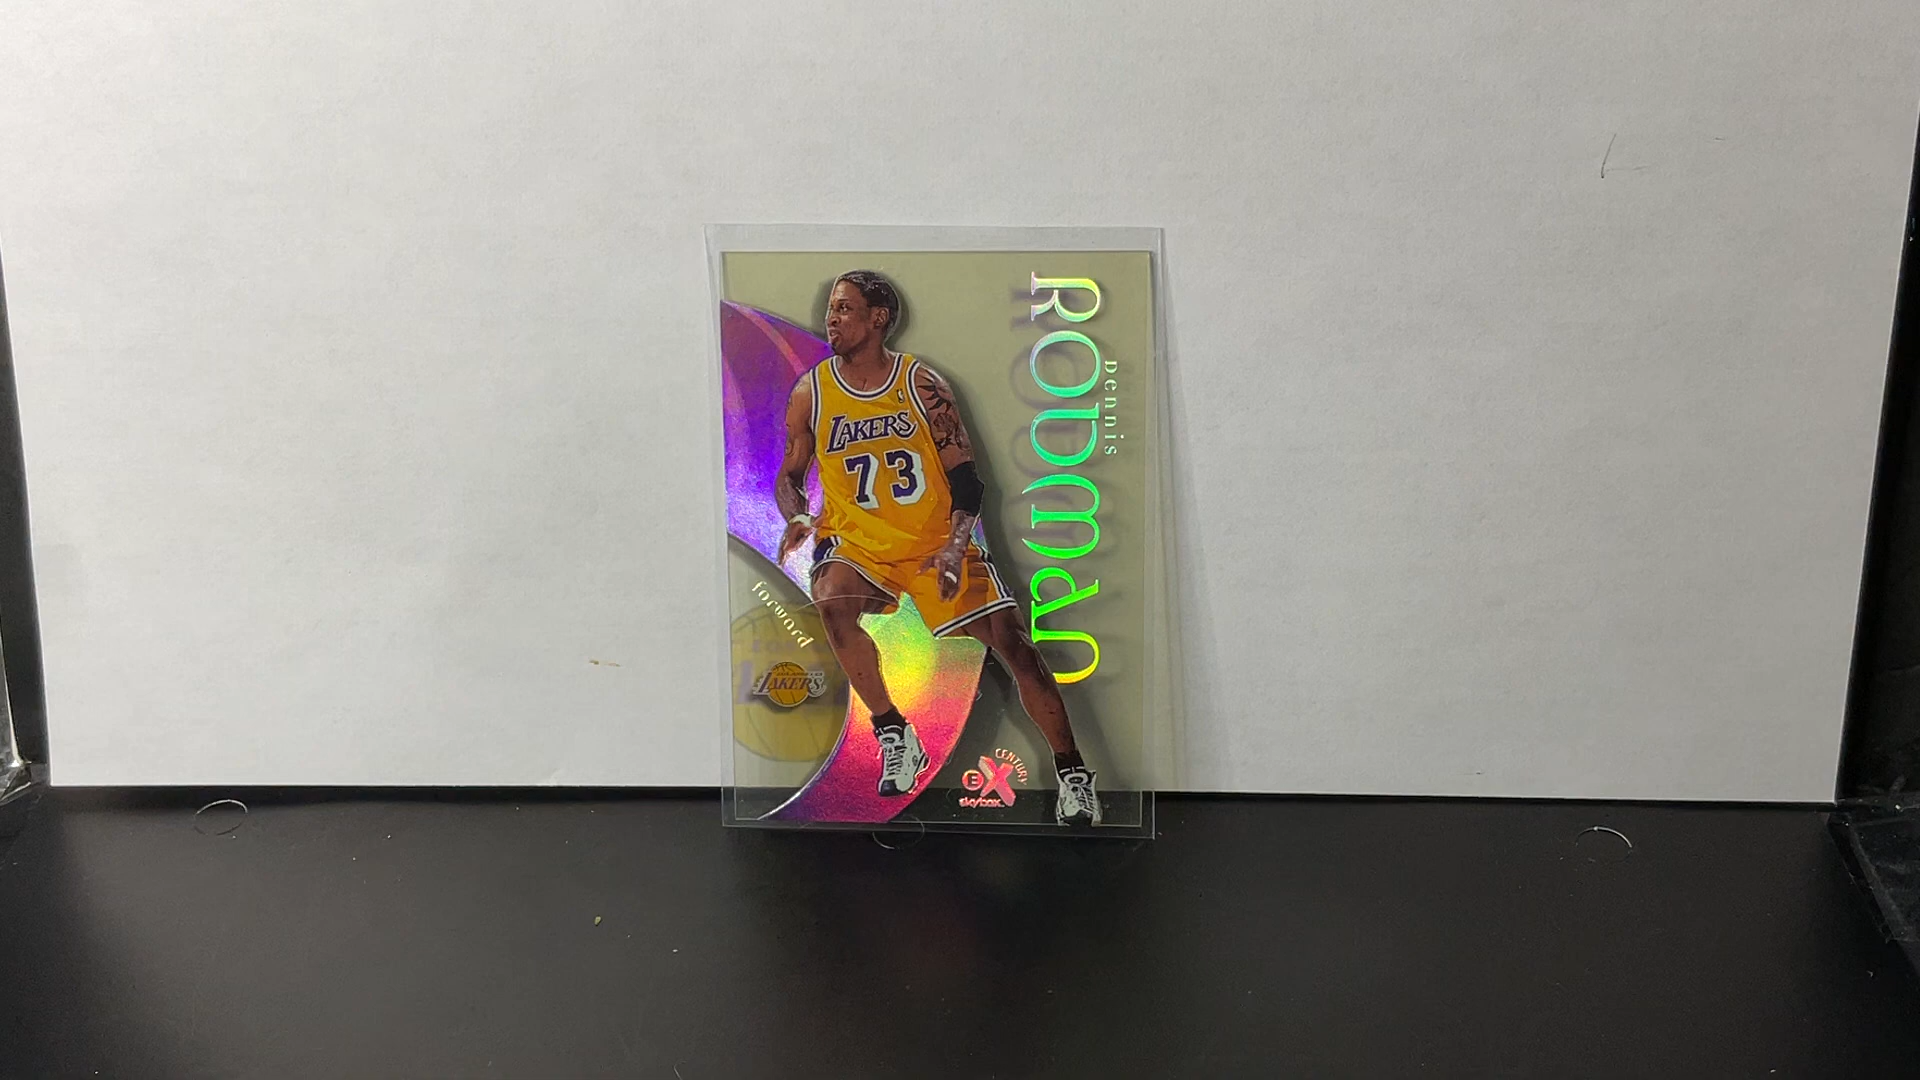 Dennis
RODMAN
LAKERS
73
forward
LAKERS
CENTURY
EX
skybox